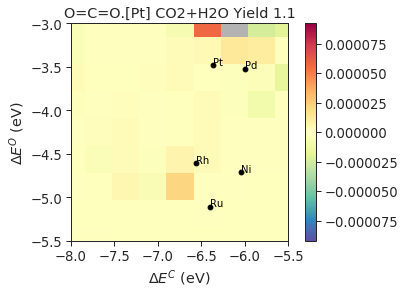 O=C=O.[Pt] CO2+H2O Yield 1.1
−3.0
−3.5
−4.0
−4.5
−5.0
−5.5
ΔE^O (eV)
Pt
Pd
Rh
Ni
Ru
−8.0 −7.5 −7.0 −6.5 −6.0 −5.5
ΔE^C (eV)
0.000075
0.000050
0.000025
0.000000
−0.000025
−0.000050
−0.000075